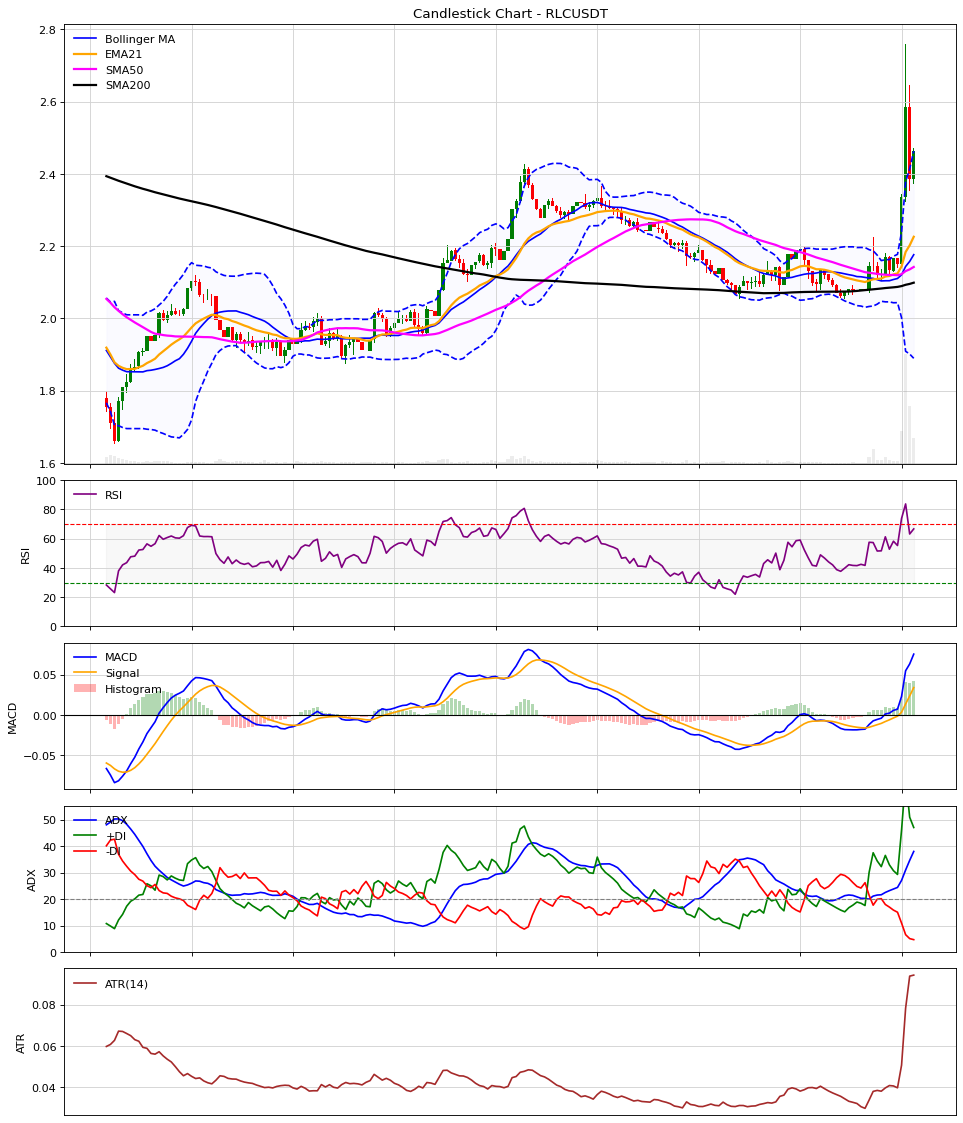 Candlestick Chart - RLCUSDT
2.8
2.6
2.4
2.2
2.0
1.8
1.6
Bollinger MA
EMA21
SMA50
SMA200
100
80
60
40
20
0
RSI
RSI
0.05
0.00
−0.05
MACD
MACD
Signal
Histogram
50
40
30
20
10
0
ADX
ADX
+DI
-DI
0.08
0.06
0.04
ATR
ATR(14)